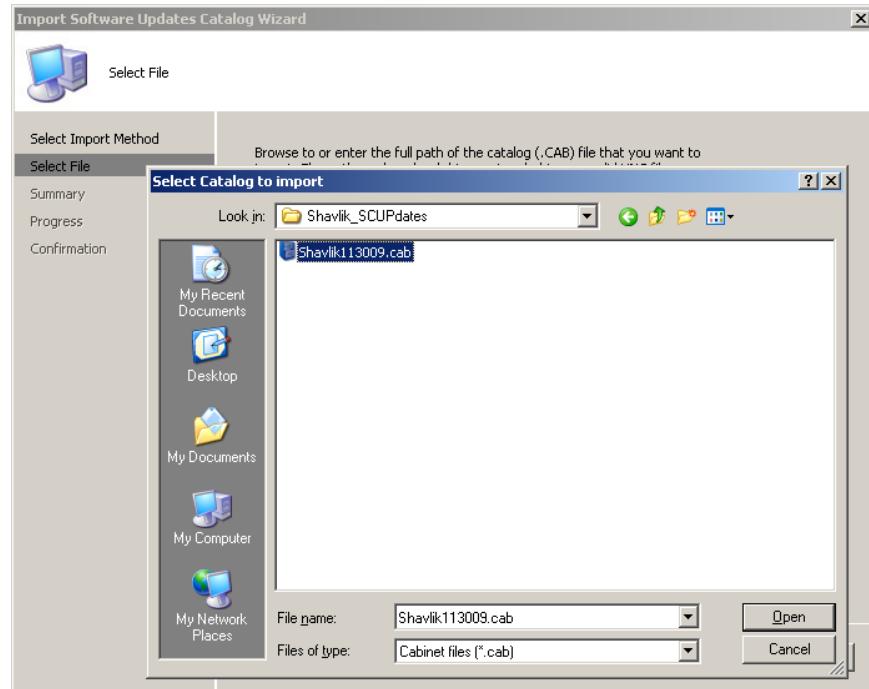 Import Software Updates Catalog Wizard
Select File
Select Import Method
Select File
Summary
Progress
Confirmation
Browse to or enter the full path of the catalog (.CAB) file that you want to
Select Catalog to import
Look in:
Shavlik_SCUPdates
Shavlik113009.cab
My Recent
Documents
Desktop
My Documents
My Computer
My Network
Places
File name:
Shavlik113009.cab
Open
Files of type:
Cabinet files (*.cab)
Cancel